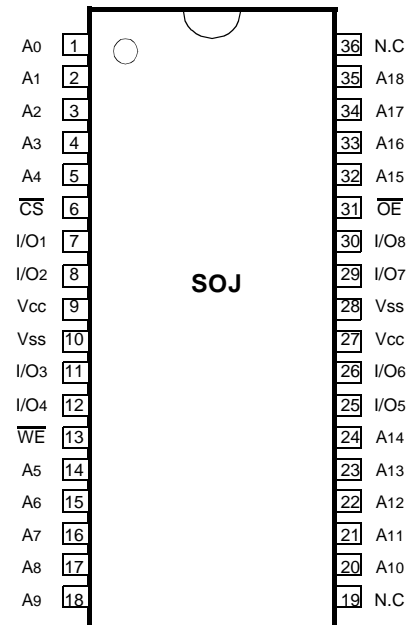 A0 1 36 N.C
A1 2 35 A18
A2 3 34 A17
A3 4 33 A16
A4 5 32 A15
CS 6 31 OE
I/O1 7 30 I/O8
I/O2 8 29 I/O7
SOJ
Vcc 9 28 Vss
Vss 10 27 Vcc
I/O3 11 26 I/O6
I/O4 12 25 I/O5
WE 13 24 A14
A5 14 23 A13
A6 15 22 A12
A7 16 21 A11
A8 17 20 A10
A9 18 19 N.C